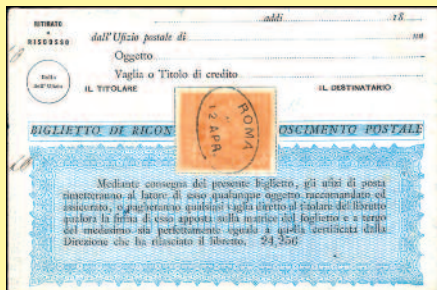 RITIRATO
E
RISCOSSO
addì 18
dall'Ufizio postale di un
Oggetto
Vaglia o Titolo di credito
Bollo
dell'Ufizio
IL TITOLARE IL DESTINATARIO
ROMA
12 APR.
BIGLIETTO DI RICON OSCIMENTO POSTALE
Mediante consegna del presente biglietto, gli ufizi di posta
rimetteranno al latore di esso qualunque oggetto raccomandato ed
assicurato, o pagheranno qualsiasi vaglia diretto al titolare del libretto
qualora la firma di esso apposta sulla matrice del foglietto e a tergo
del medesimo sia perfettamente eguale a quella certificata dalla
Direzione che ha rilasciato il libretto. 24,256